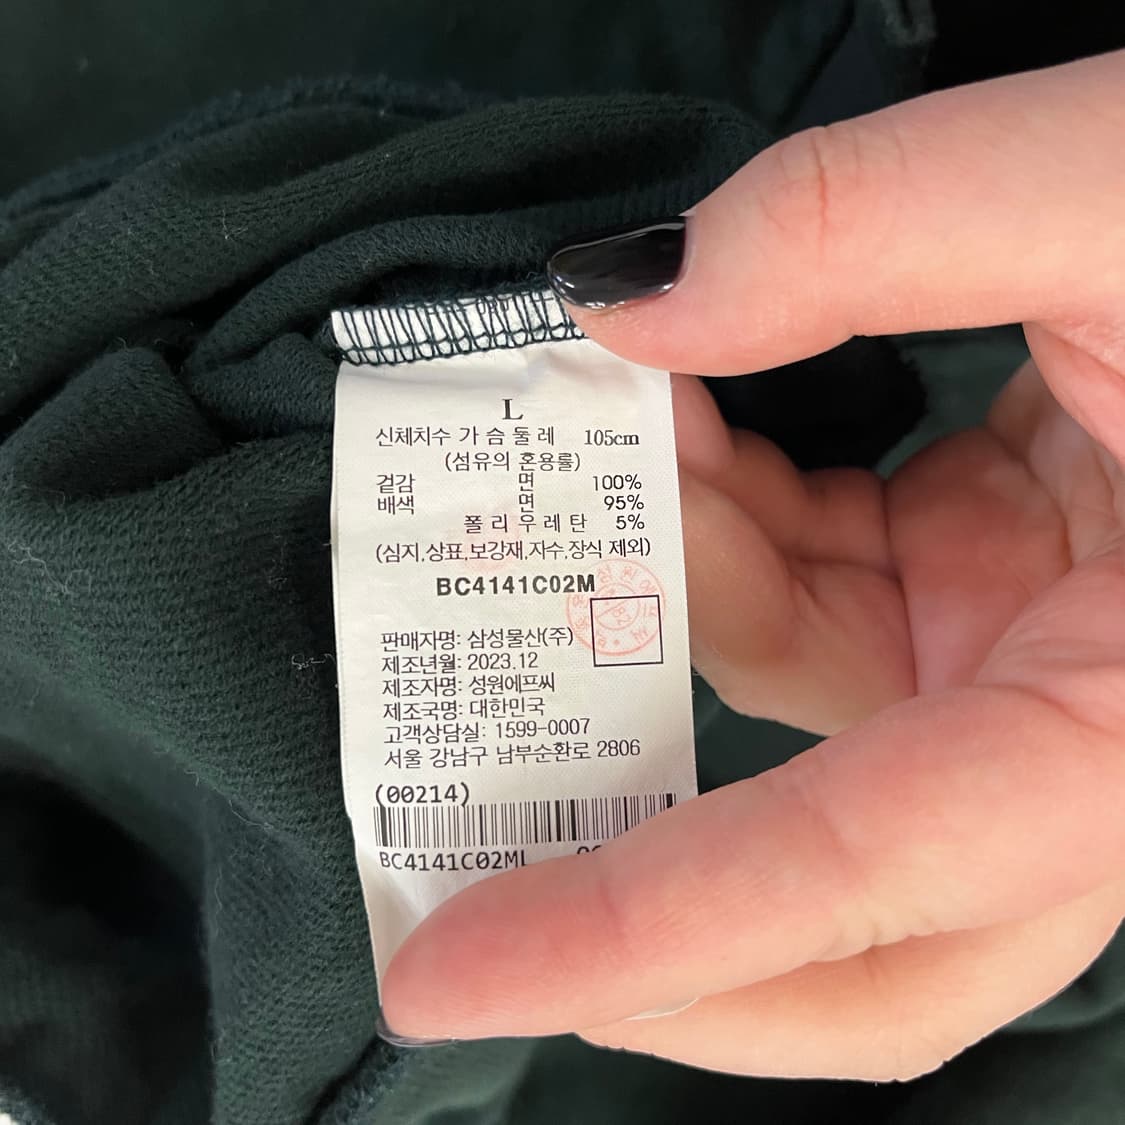 L
신체치수 가 슴 둘 레 105cm
(섬유의 혼용률)
겉감 면 100%
배색 면 95%
폴 리 우 레 탄 5%
(심지,상표,보강재,자수,장식 제외)
BC4141C02M
판매자명: 삼성물산(주)
제조년월: 2023.12
제조자명: 성원에프씨
제조국명: 대한민국
고객상담실: 1599-0007
서울 강남구 남부순환로 2806
(00214)
BC4141C02ML